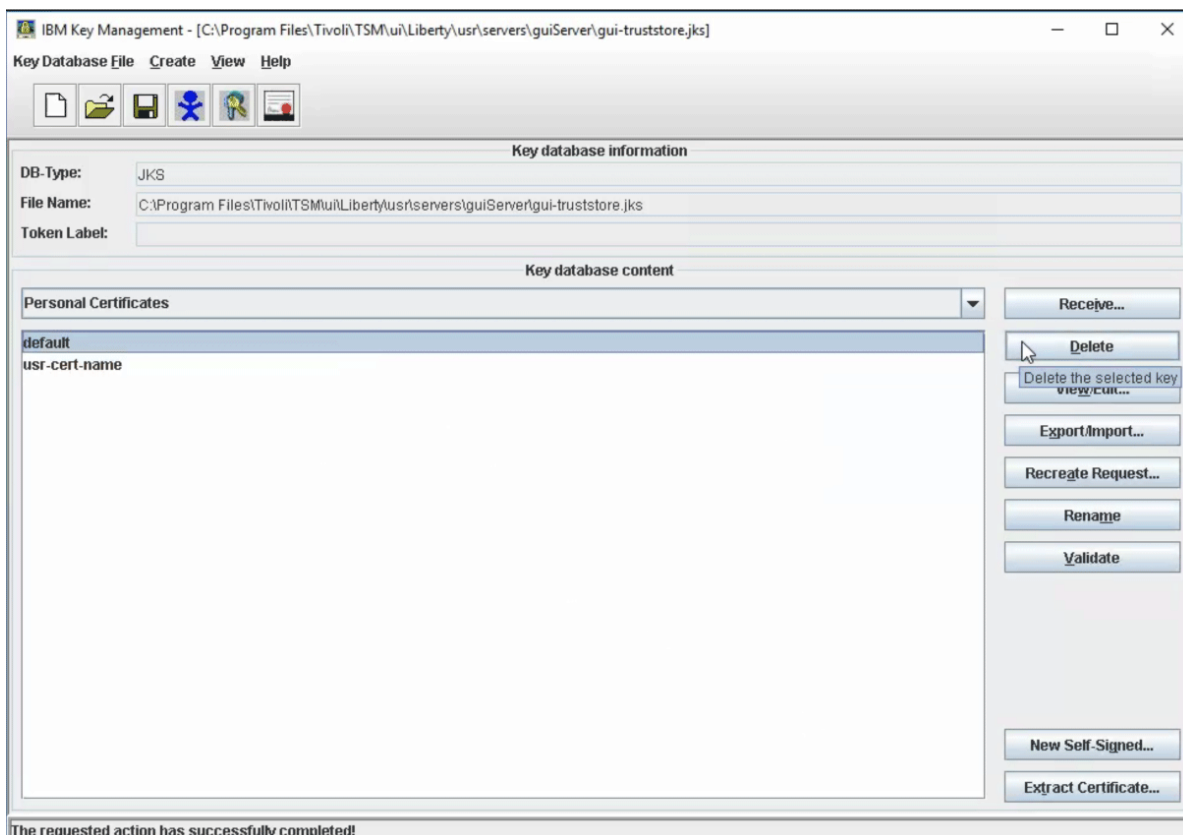 IBM Key Management - [C:\Program Files\Tivoli\TSM\ui\Liberty\usr\servers\guiServer\gui-truststore.jks]
Key Database File Create View Help
Key database information
DB-Type: JKS
File Name: C:\Program Files\Tivoli\TSM\ui\Liberty\usr\servers\guiServer\gui-truststore.jks
Token Label:
Key database content
Personal Certificates
Receive...
default
Delete
usr-cert-name
Delete the selected key
View/Edit...
Export/Import...
Recreate Request...
Rename
Validate
New Self-Signed...
Extract Certificate...
The requested action has successfully completed!